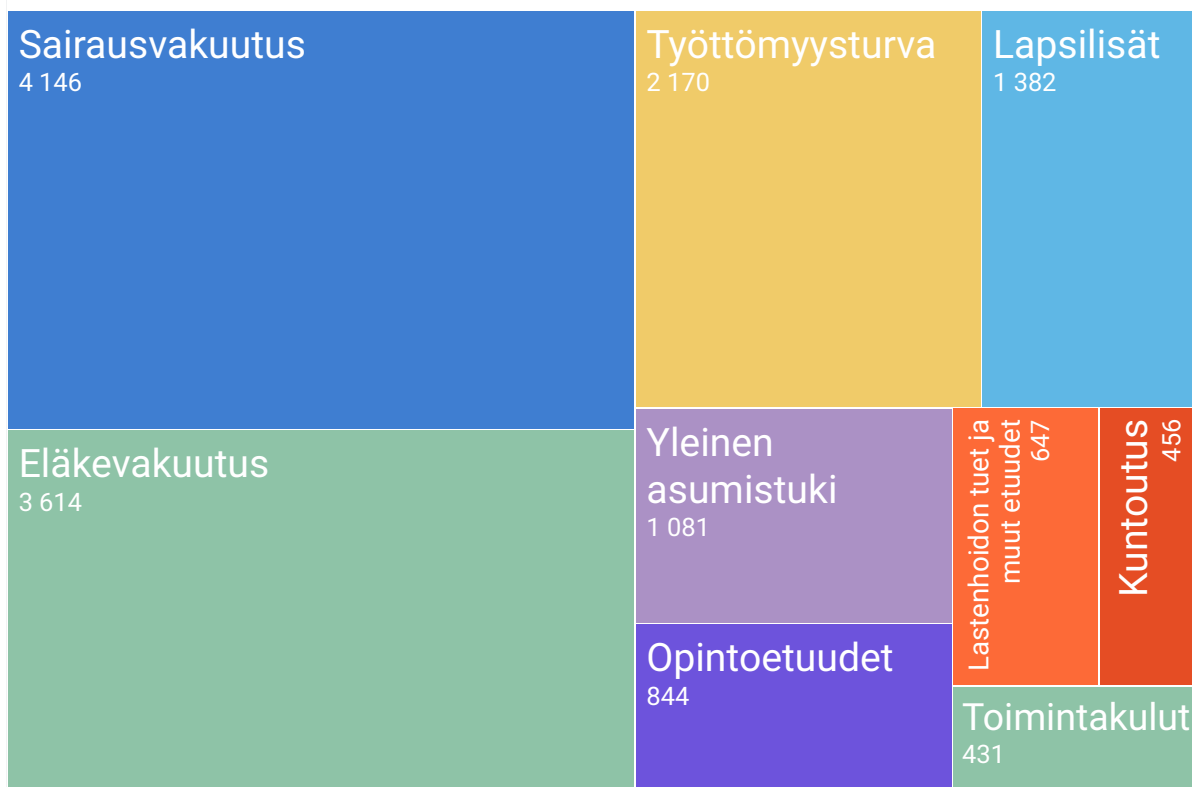 Sairausvakuutus
4 146
Työttömyysturva
2 170
Lapsilisät
1 382
Eläkevakuutus
3 614
Yleinen
asumistuki
1 081
Lastenhoidon tuet ja
muut etuudet
647
Kuntoutus
456
Opintoetuudet
844
Toimintakulut
431